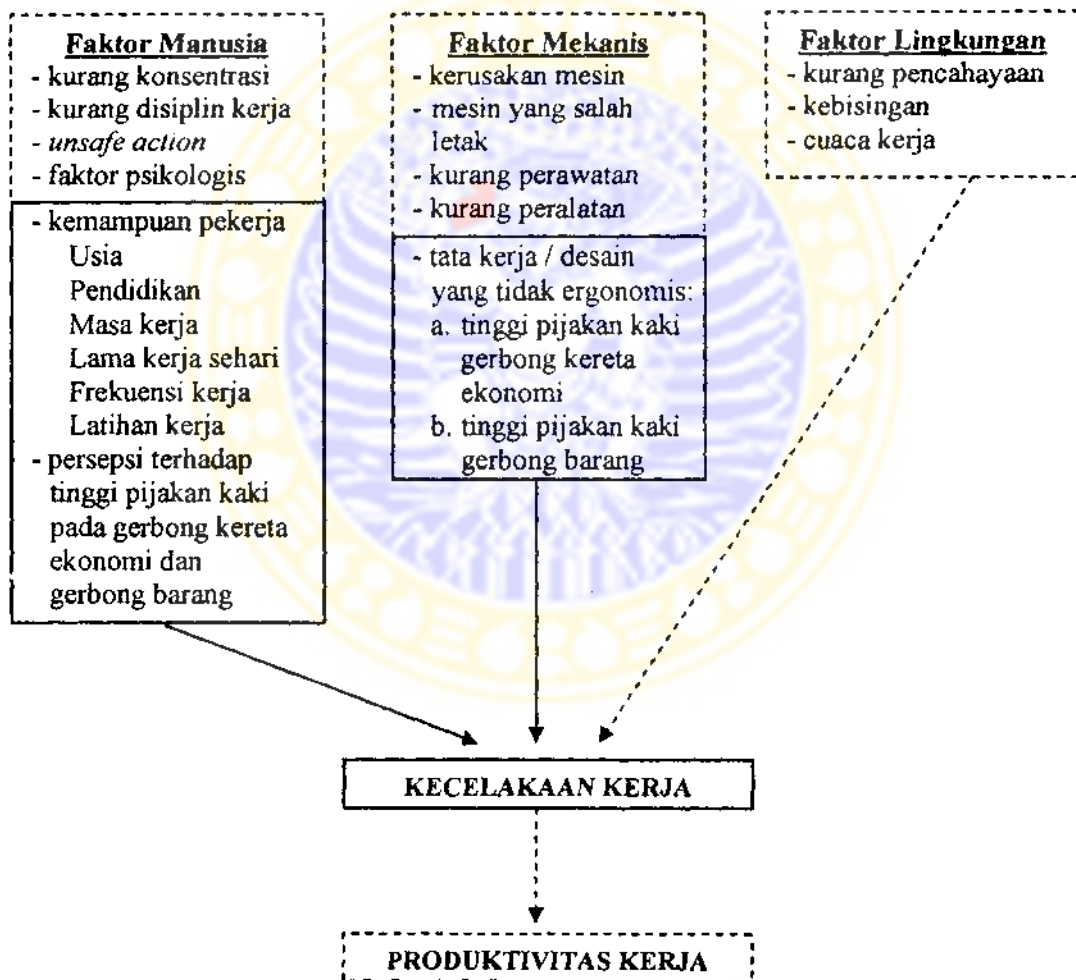 Faktor Manusia
- kurang konsentrasi
- kurang disiplin kerja
- unsafe action
- faktor psikologis
- kemampuan pekerja
Usia
Pendidikan
Masa kerja
Lama kerja sehari
Frekuensi kerja
Latihan kerja
- persepsi terhadap
tinggi pijakan kaki
pada gerbong kereta
ekonomi dan
gerbong barang
Faktor Mekanis
- kerusakan mesin
- mesin yang salah
letak
- kurang perawatan
- kurang peralatan
- tata kerja / desain
yang tidak ergonomis:
a. tinggi pijakan kaki
gerbong kereta
ekonomi
b. tinggi pijakan kaki
gerbong barang
Faktor Lingkungan
- kurang pencahayaan
- kebisingan
- cuaca kerja
KECELAKAAN KERJA
PRODUKTIVITAS KERJA